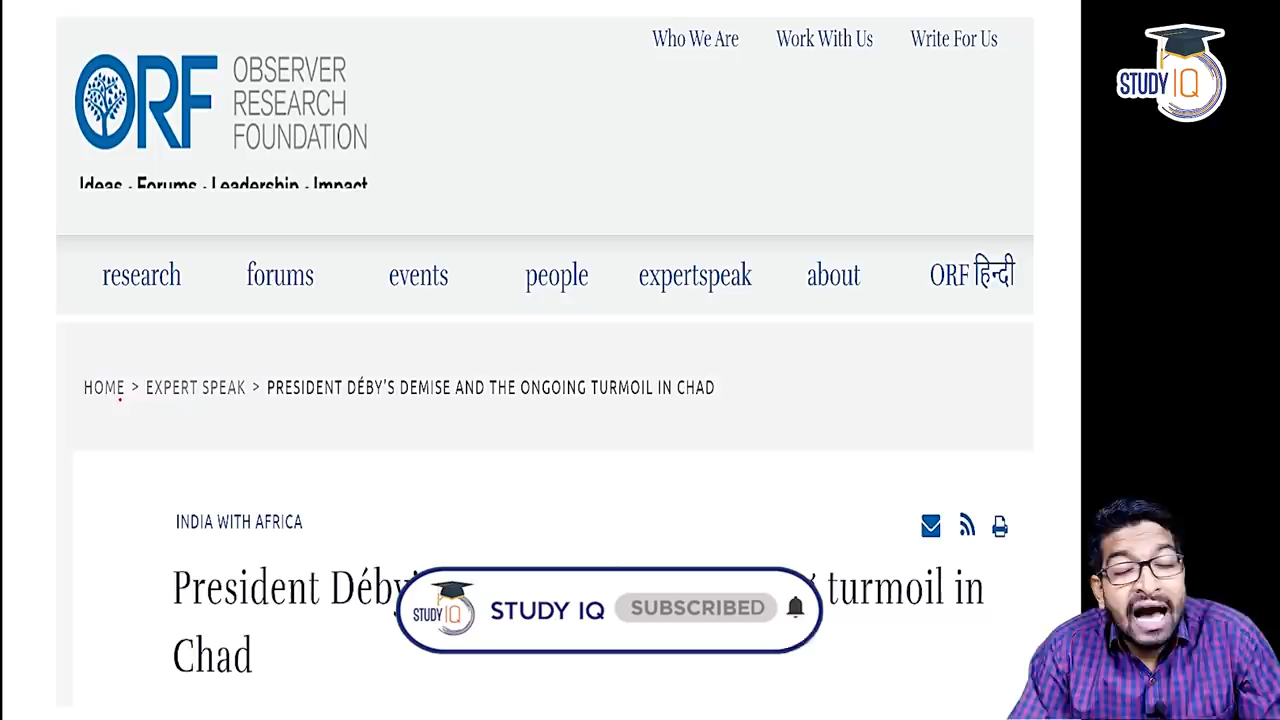 Who We Are Work With Us Write For Us
STUDY IQ
ORF OBSERVER
RESEARCH
FOUNDATION
Ideas · Forums · Leadership · Impact
research forums events people expertspeak about ORF हिन्दी
HOME > EXPERT SPEAK > PRESIDENT DÉBY'S DEMISE AND THE ONGOING TURMOIL IN CHAD
INDIA WITH AFRICA
President Déby turmoil in
STUDY IQ STUDY IQ SUBSCRIBED
Chad